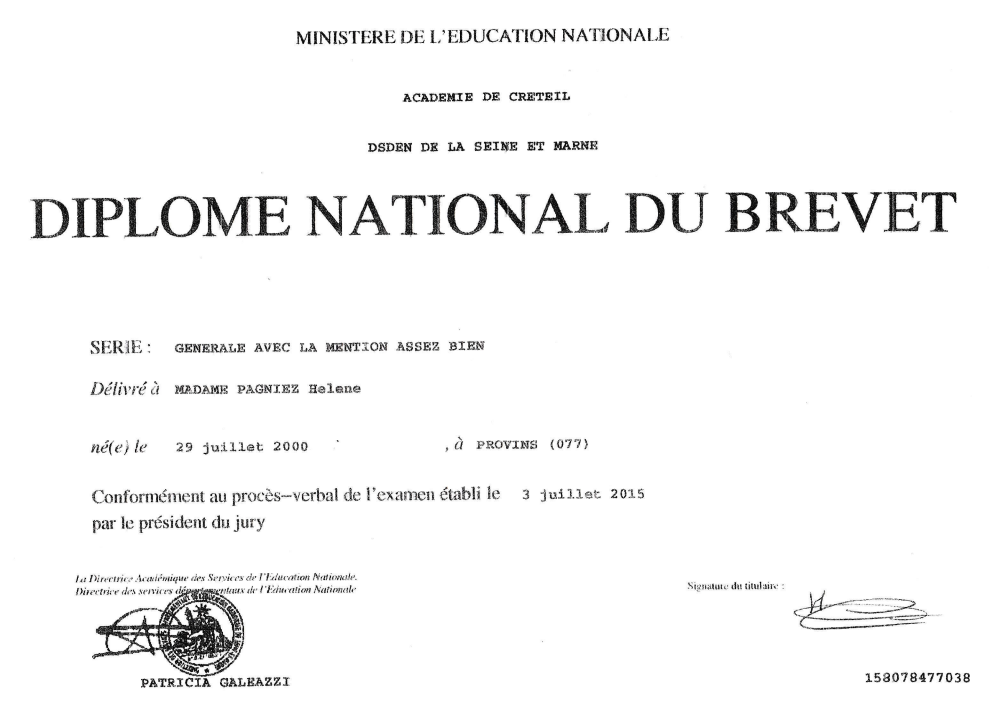 MINISTERE DE L'EDUCATION NATIONALE
ACADEMIE DE CRETEIL
DSDEN DE LA SEINE ET MARNE
DIPLOME NATIONAL DU BREVET
SERIE : GENERALE AVEC LA MENTION ASSEZ BIEN
Délivré à MADAME PAGNIEZ Helene
né(e) le 29 juillet 2000 , à PROVINS (077)
Conformément au procès-verbal de l'examen établi le 3 juillet 2015
par le président du jury
La Directrice Académique des Services de l'Education Nationale.
Directrice des services départementaux de l'Education Nationale
Signature du titulaire :
PATRICIA GALEAZZI
158078477038